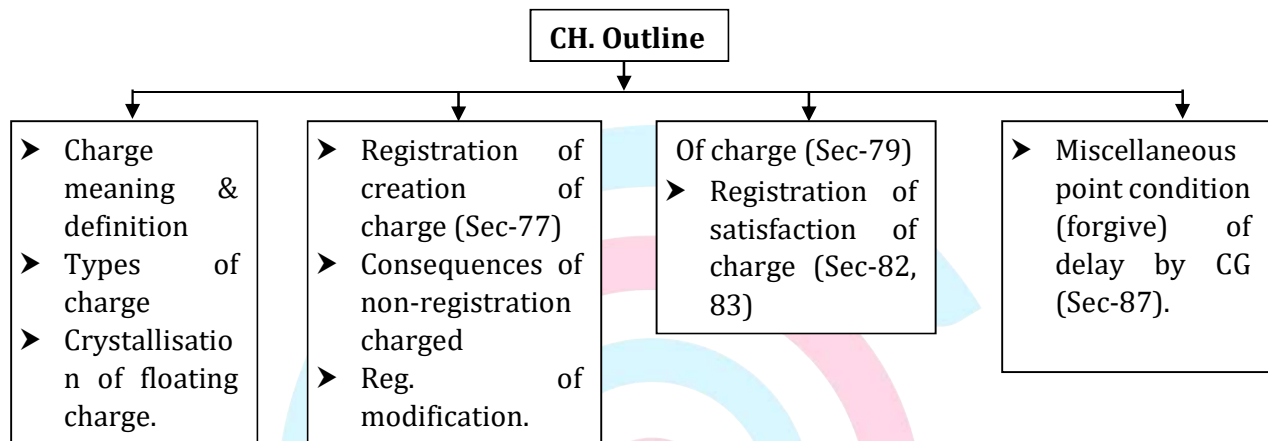 CH. Outline
➤ Charge
meaning &
definition
➤ Types of
charge
➤ Crystallisatio
n of floating
charge.
➤ Registration of
creation of
charge (Sec-77)
➤ Consequences of
non-registration
charged
➤ Reg. of
modification.
Of charge (Sec-79)
➤ Registration of
satisfaction of
charge (Sec-82,
83)
➤ Miscellaneous
point condition
(forgive) of
delay by CG
(Sec-87).